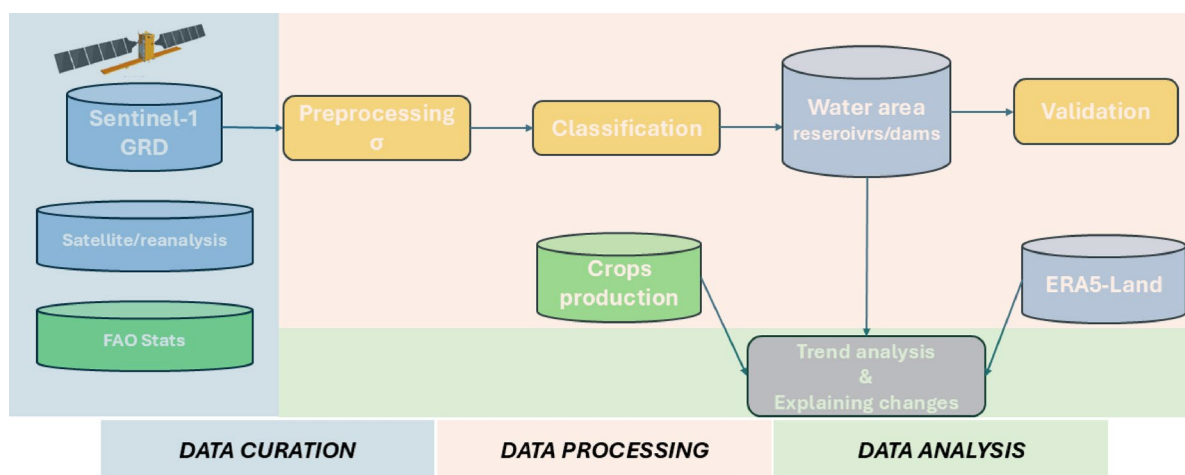 Sentinel-1
GRD
Preprocessing
σ
Classification
Water area
reseroivrs/dams
Validation
Satellite/reanalysis
Crops
production
ERA5-Land
FAO Stats
Trend analysis
&
Explaining changes
DATA CURATION
DATA PROCESSING
DATA ANALYSIS